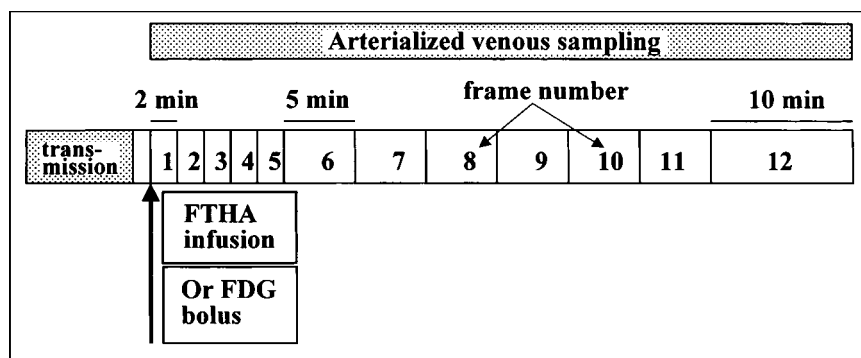 Arterialized venous sampling
2 min
5 min
frame number
10 min
trans-
mission
1 2 3 4 5 6 7 8 9 10 11 12
FTHA
infusion
Or FDG
bolus